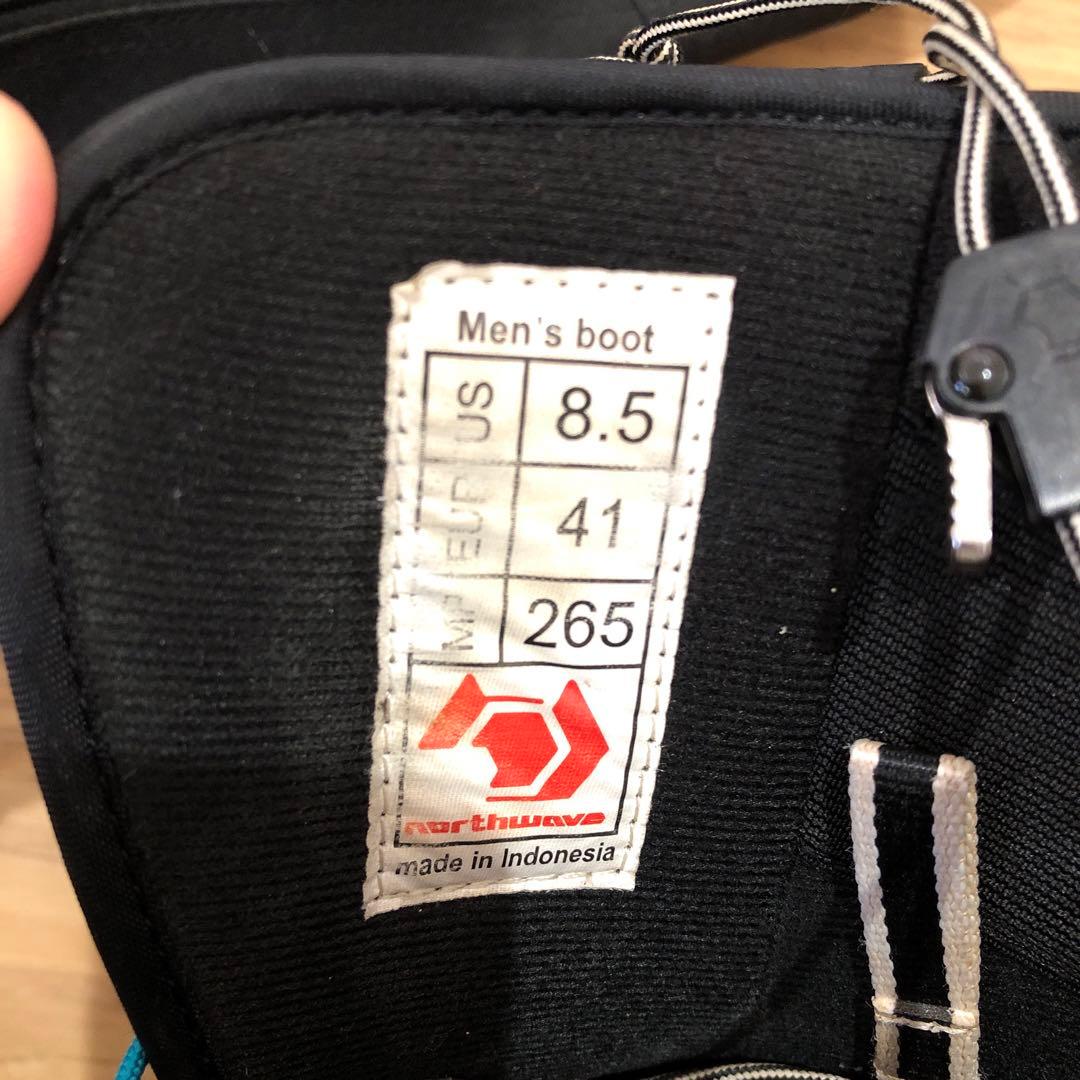 Men's boot
US 8.5
EUR 41
MP 265
northwave
made in Indonesia